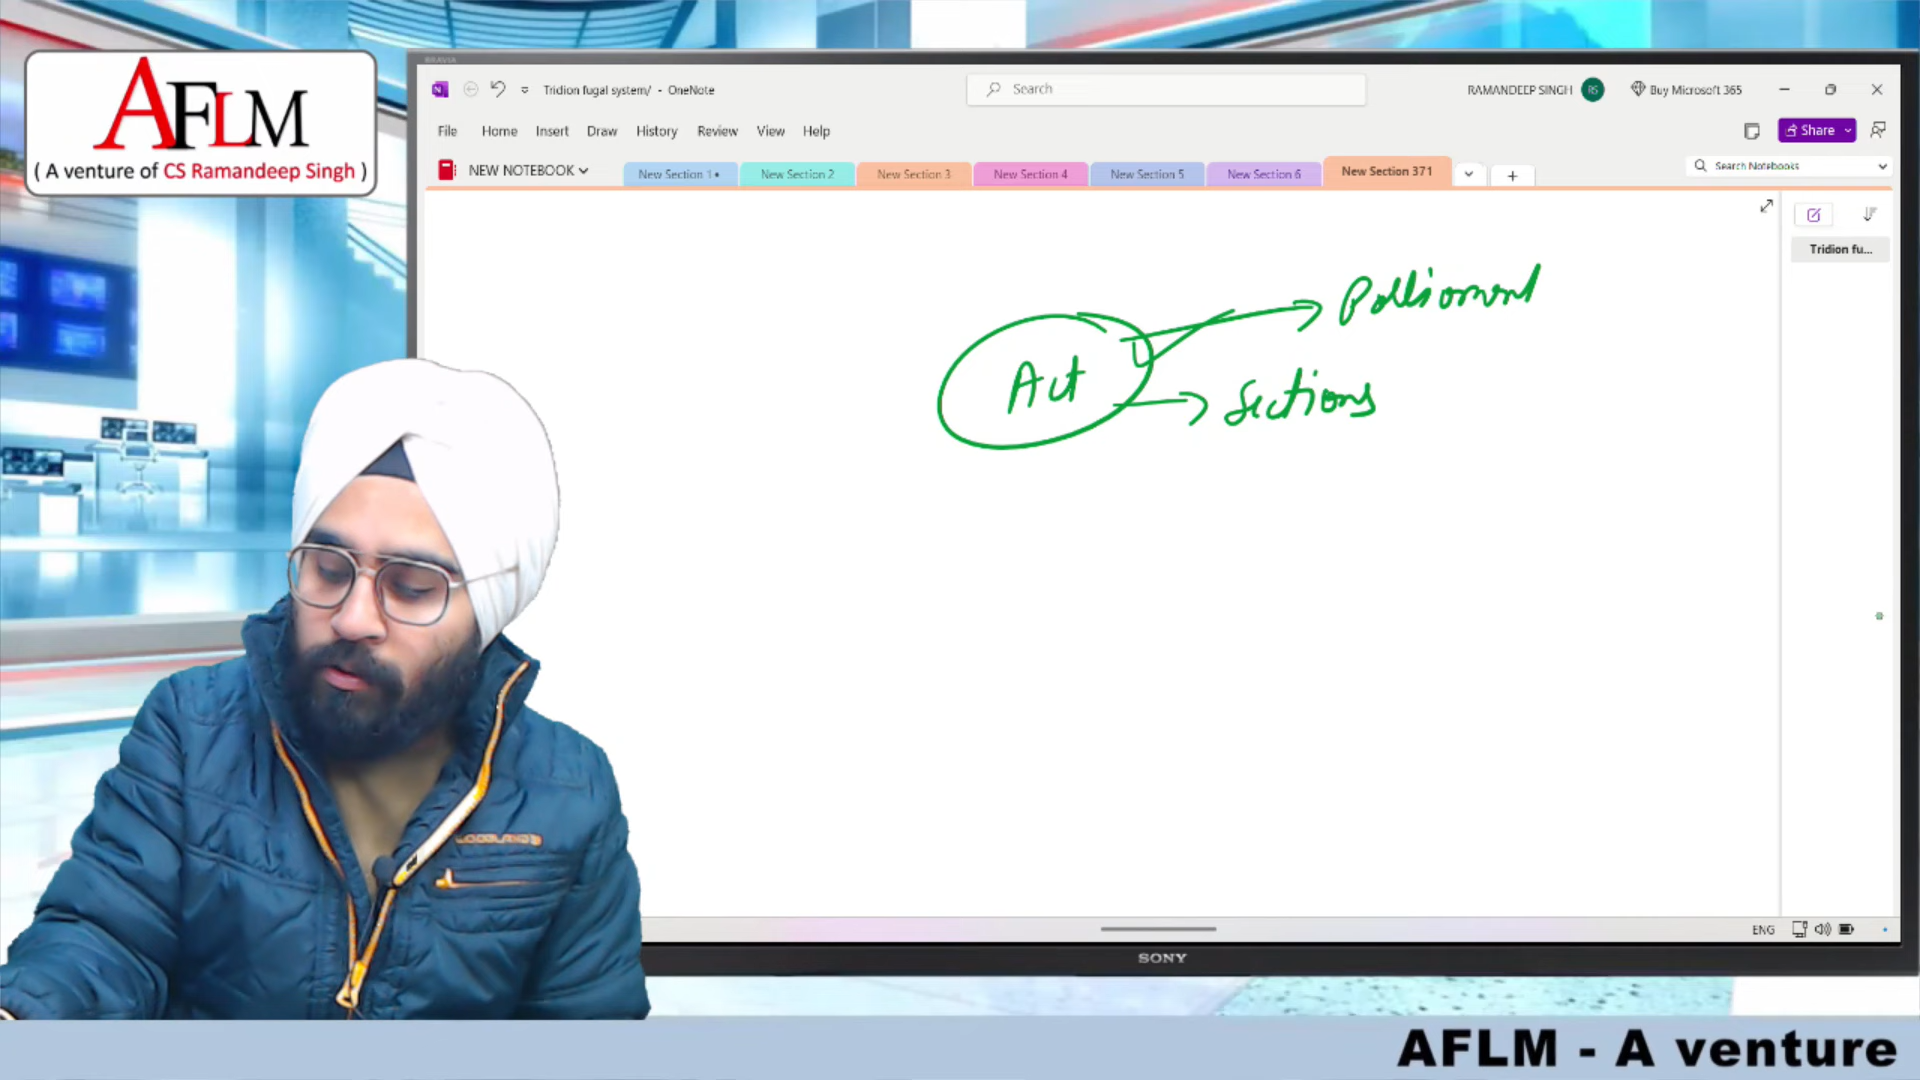 AFLM
( A venture of CS Ramandeep Singh )
BRAVIA
Tridion fugal system/ - OneNote
Search
RAMANDEEP SINGH
RS
Buy Microsoft 365
File
Home
Insert
Draw
History
Review
View
Help
Share
NEW NOTEBOOK
New Section 1
New Section 2
New Section 3
New Section 4
New Section 5
New Section 6
New Section 371
Search Notebooks
Tridion fu...
Act
Sections
ENG
SONY
AFLM - A venture